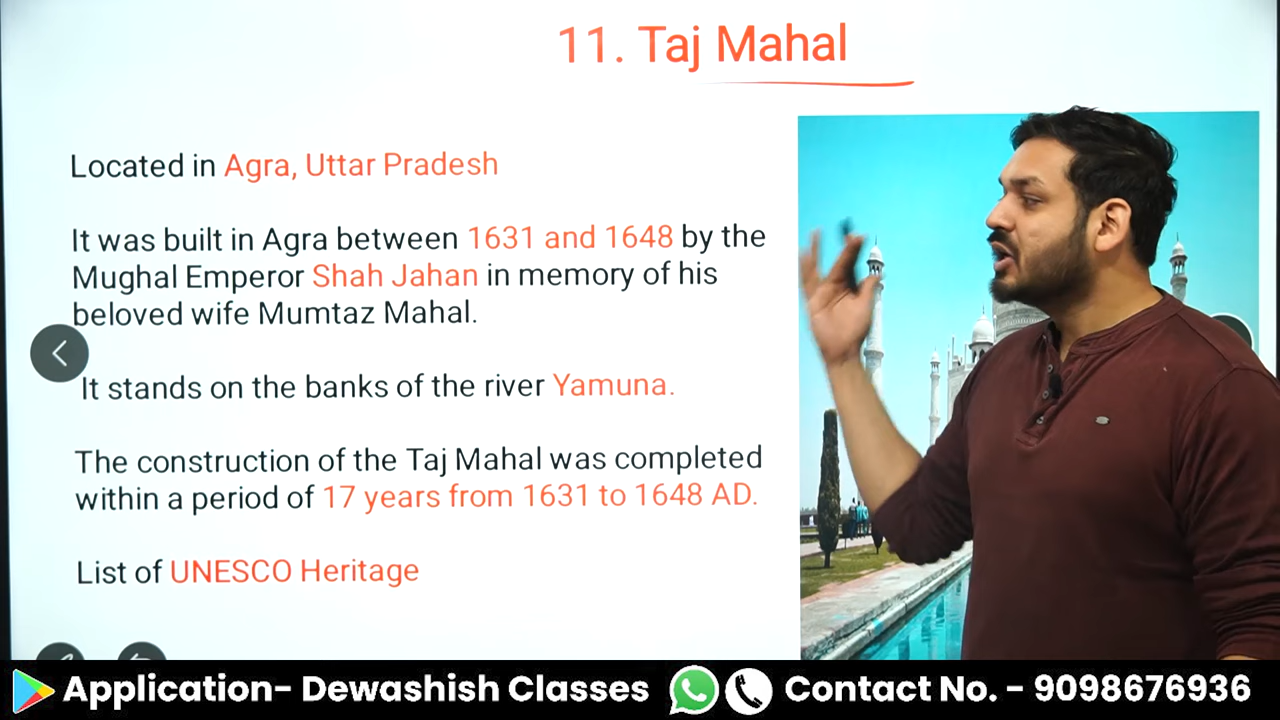 11. Taj Mahal
Located in Agra, Uttar Pradesh
It was built in Agra between 1631 and 1648 by the
Mughal Emperor Shah Jahan in memory of his
beloved wife Mumtaz Mahal.
It stands on the banks of the river Yamuna.
The construction of the Taj Mahal was completed
within a period of 17 years from 1631 to 1648 AD.
List of UNESCO Heritage
Application- Dewashish Classes Contact No. - 9098676936